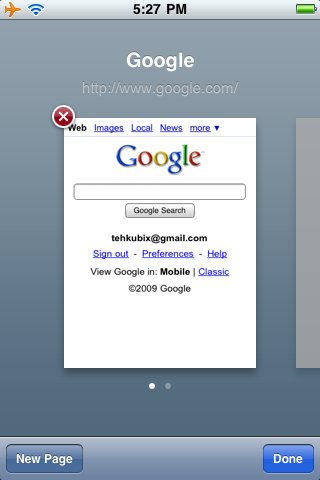 5:27 PM
Google
http://www.google.com/
Web Images Local News more ▼
Google™
Google Search
tehkubix@gmail.com
Sign out - Preferences - Help
View Google in: Mobile | Classic
©2009 Google
New Page Done